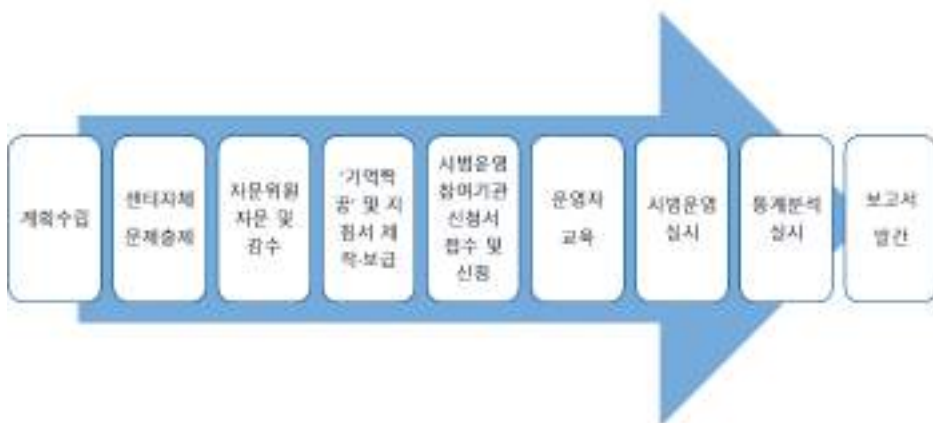 계획수립
센터자체
문제출제
자문위원
자문 및
감수
'기억짝
꿍' 및 지
침서 제
작·보급
시범운영
참여기관
신청서
접수 및
선정
운영자
교육
시범운영
실시
통계분석
실시
보고서
발간